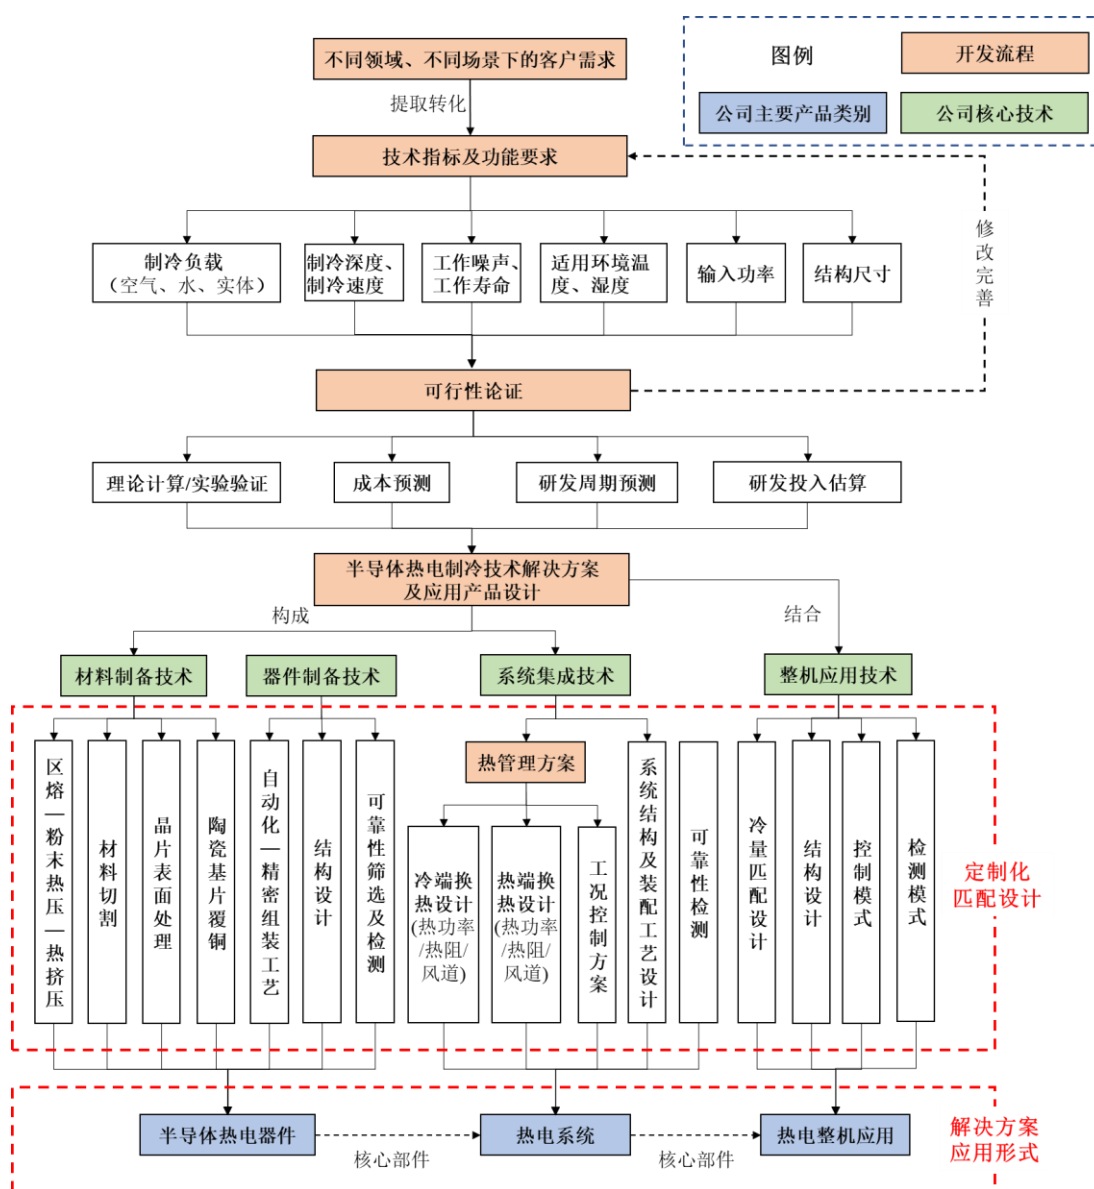 不同领域、不同场景下的客户需求
图例
开发流程
公司主要产品类别
公司核心技术
提取转化
技术指标及功能要求
修改完善
制冷负载
（空气、水、实体）
制冷深度、
制冷速度
工作噪声、
工作寿命
适用环境温
度、湿度
输入功率
结构尺寸
可行性论证
理论计算/实验验证
成本预测
研发周期预测
研发投入估算
半导体热电制冷技术解决方案
及应用产品设计
构成
结合
材料制备技术
器件制备技术
系统集成技术
整机应用技术
区熔—粉末热压—热挤压
材料切割
晶片表面处理
陶瓷基片覆铜
自动化—精密组装工艺
结构设计
可靠性筛选及检测
热管理方案
冷端换
热设计
(热功率
/热阻/
风道)
热端换
热设计
(热功率
/热阻/
风道)
工况控制方案
系统结构及装配工艺设计
可靠性检测
冷量匹配设计
结构设计
控制模式
检测模式
定制化
匹配设计
半导体热电器件
核心部件
热电系统
核心部件
热电整机应用
解决方案
应用形式